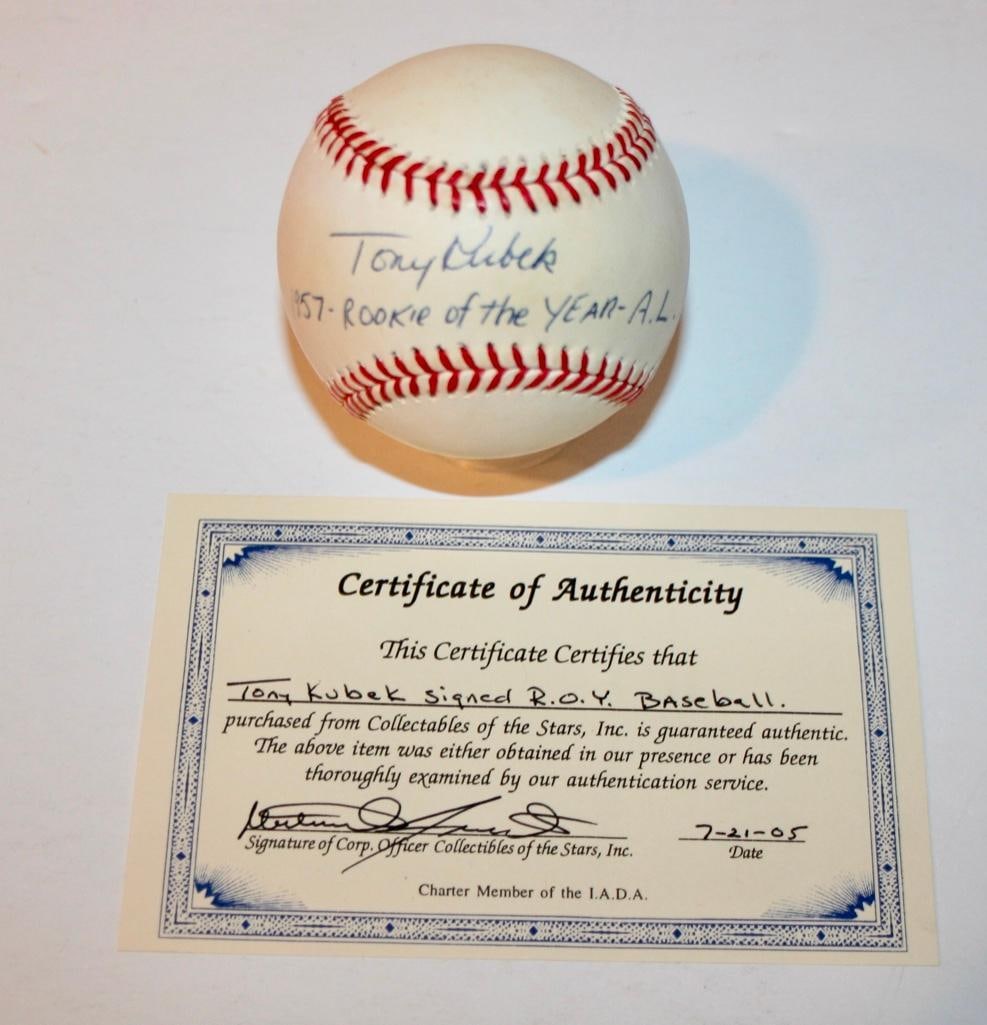 Tony Kubek
1957-ROOKie of the YEAR-A.L.
Certificate of Authenticity
This Certificate Certifies that
Tony Kubek signed R.O.Y. Baseball.
purchased from Collectables of the Stars, Inc. is guaranteed authentic.
The above item was either obtained in our presence or has been
thoroughly examined by our authentication service.
7-21-05
Signature of Corp. Officer Collectibles of the Stars, Inc. Date
Charter Member of the I.A.D.A.